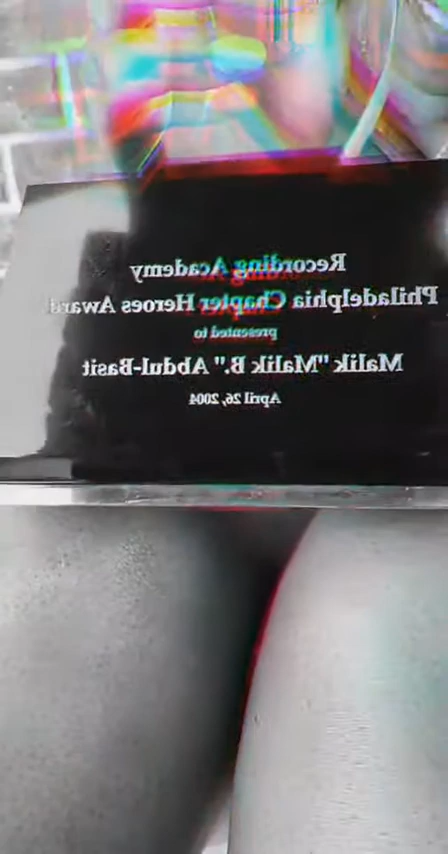 Recording Academy
Philadelphia Chapter Heroes Award
presented to
Malik "Malik B." Abdul-Basit
April 26, 2004